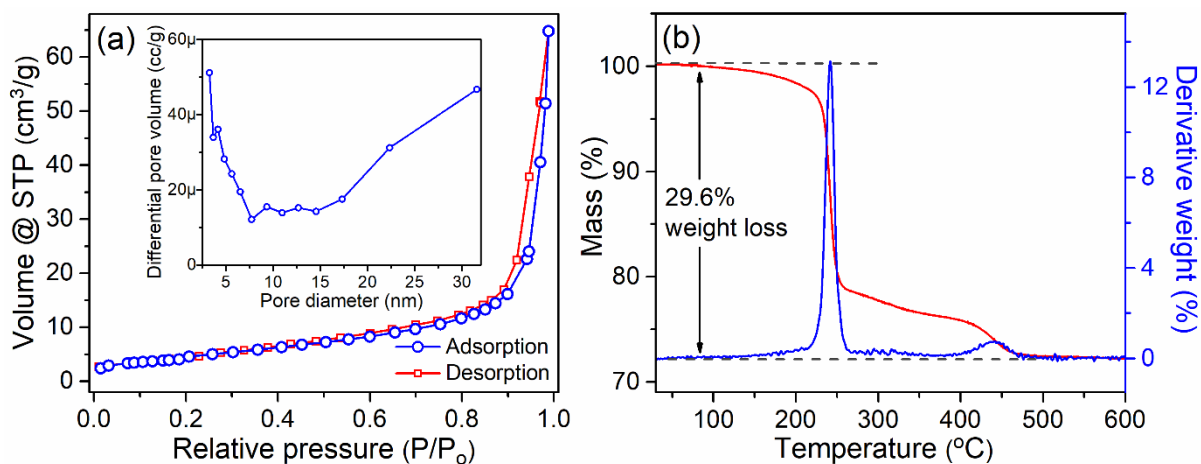 (a)
Volume @ STP (cm³/g)
60
50
40
30
20
10
0
0.0 0.2 0.4 0.6 0.8 1.0
Relative pressure (P/Pₒ)
Differential pore volume (cc/g)
60µ
40µ
20µ
0
5 10 15 20 25 30
Pore diameter (nm)
Adsorption
Desorption
(b)
Mass (%)
100
90
80
70
29.6%
weight loss
100 200 300 400 500 600
Temperature (ºC)
12
8
4
0
Derivative weight (%)